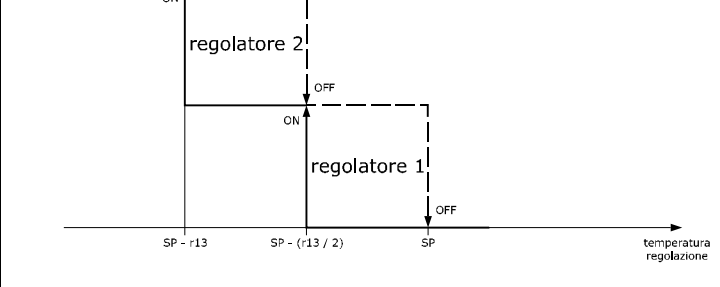 ON
regolatore 2
OFF
ON
regolatore 1
OFF
SP - r13
SP - (r13 / 2)
SP
temperatura
regolazione